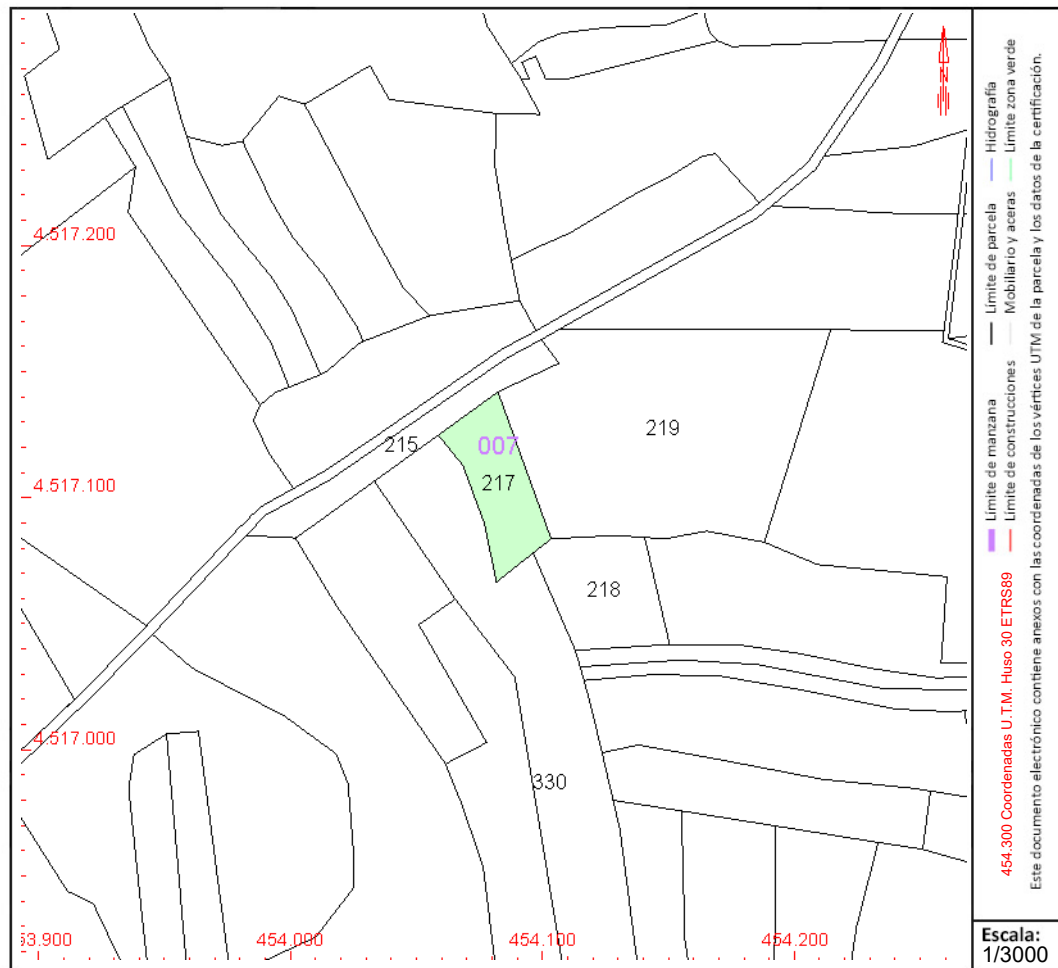 4.517.200
4.517.100
4.517.000
53.900
454.000
454.100
454.200
215
007
217
219
218
330
N
Límite de manzana
Límite de parcela
Hidrografía
Límite de construcciones
Mobiliario y aceras
Límite zona verde
454.300 Coordenadas U.T.M. Huso 30 ETRS89
Este documento electrónico contiene anexos con las coordenadas de los vértices UTM de la parcela y los datos de la certificación.
Escala:
1/3000